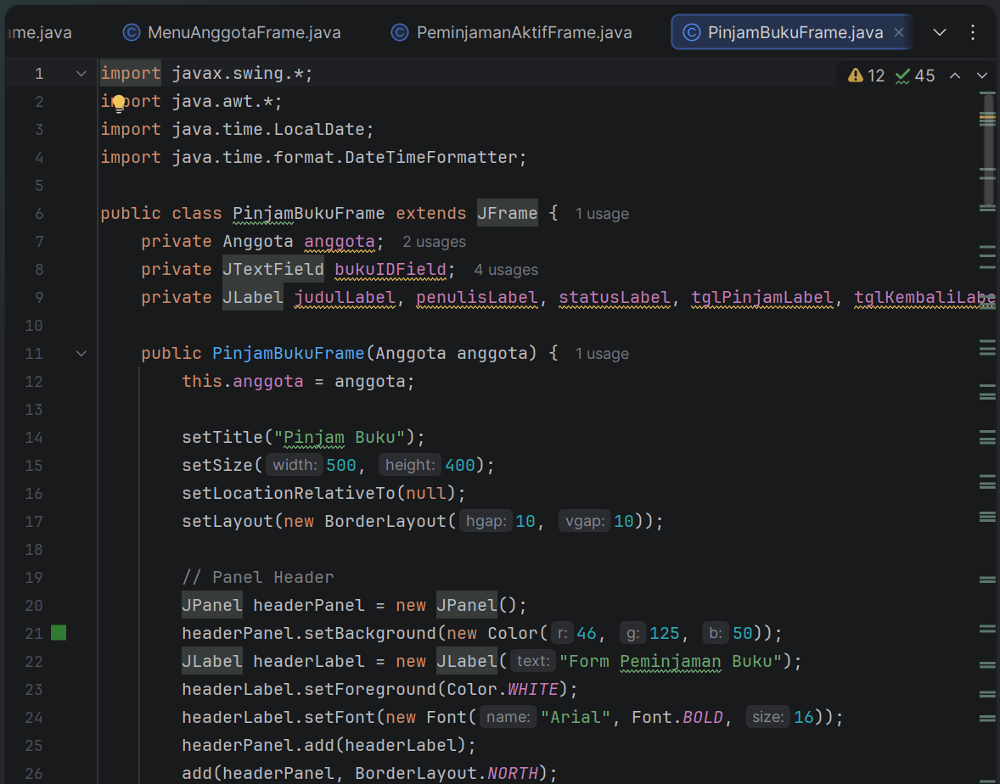 ame.java MenuAnggotaFrame.java PeminjamanAktifFrame.java PinjamBukuFrame.java
1 import javax.swing.*; 12 45
2 import java.awt.*;
3 import java.time.LocalDate;
4 import java.time.format.DateTimeFormatter;
5
6 public class PinjamBukuFrame extends JFrame { 1 usage
7 private Anggota anggota; 2 usages
8 private JTextField bukuIDField; 4 usages
9 private JLabel judulLabel, penulisLabel, statusLabel, tglPinjamLabel, tglKembaliLabe
10
11 public PinjamBukuFrame(Anggota anggota) { 1 usage
12 this.anggota = anggota;
13
14 setTitle("Pinjam Buku");
15 setSize( width: 500, height: 400);
16 setLocationRelativeTo(null);
17 setLayout(new BorderLayout( hgap: 10, vgap: 10));
18
19 // Panel Header
20 JPanel headerPanel = new JPanel();
21 headerPanel.setBackground(new Color( r: 46, g: 125, b: 50));
22 JLabel headerLabel = new JLabel( text: "Form Peminjaman Buku");
23 headerLabel.setForeground(Color.WHITE);
24 headerLabel.setFont(new Font( name: "Arial", Font.BOLD, size: 16));
25 headerPanel.add(headerLabel);
26 add(headerPanel, BorderLayout.NORTH);